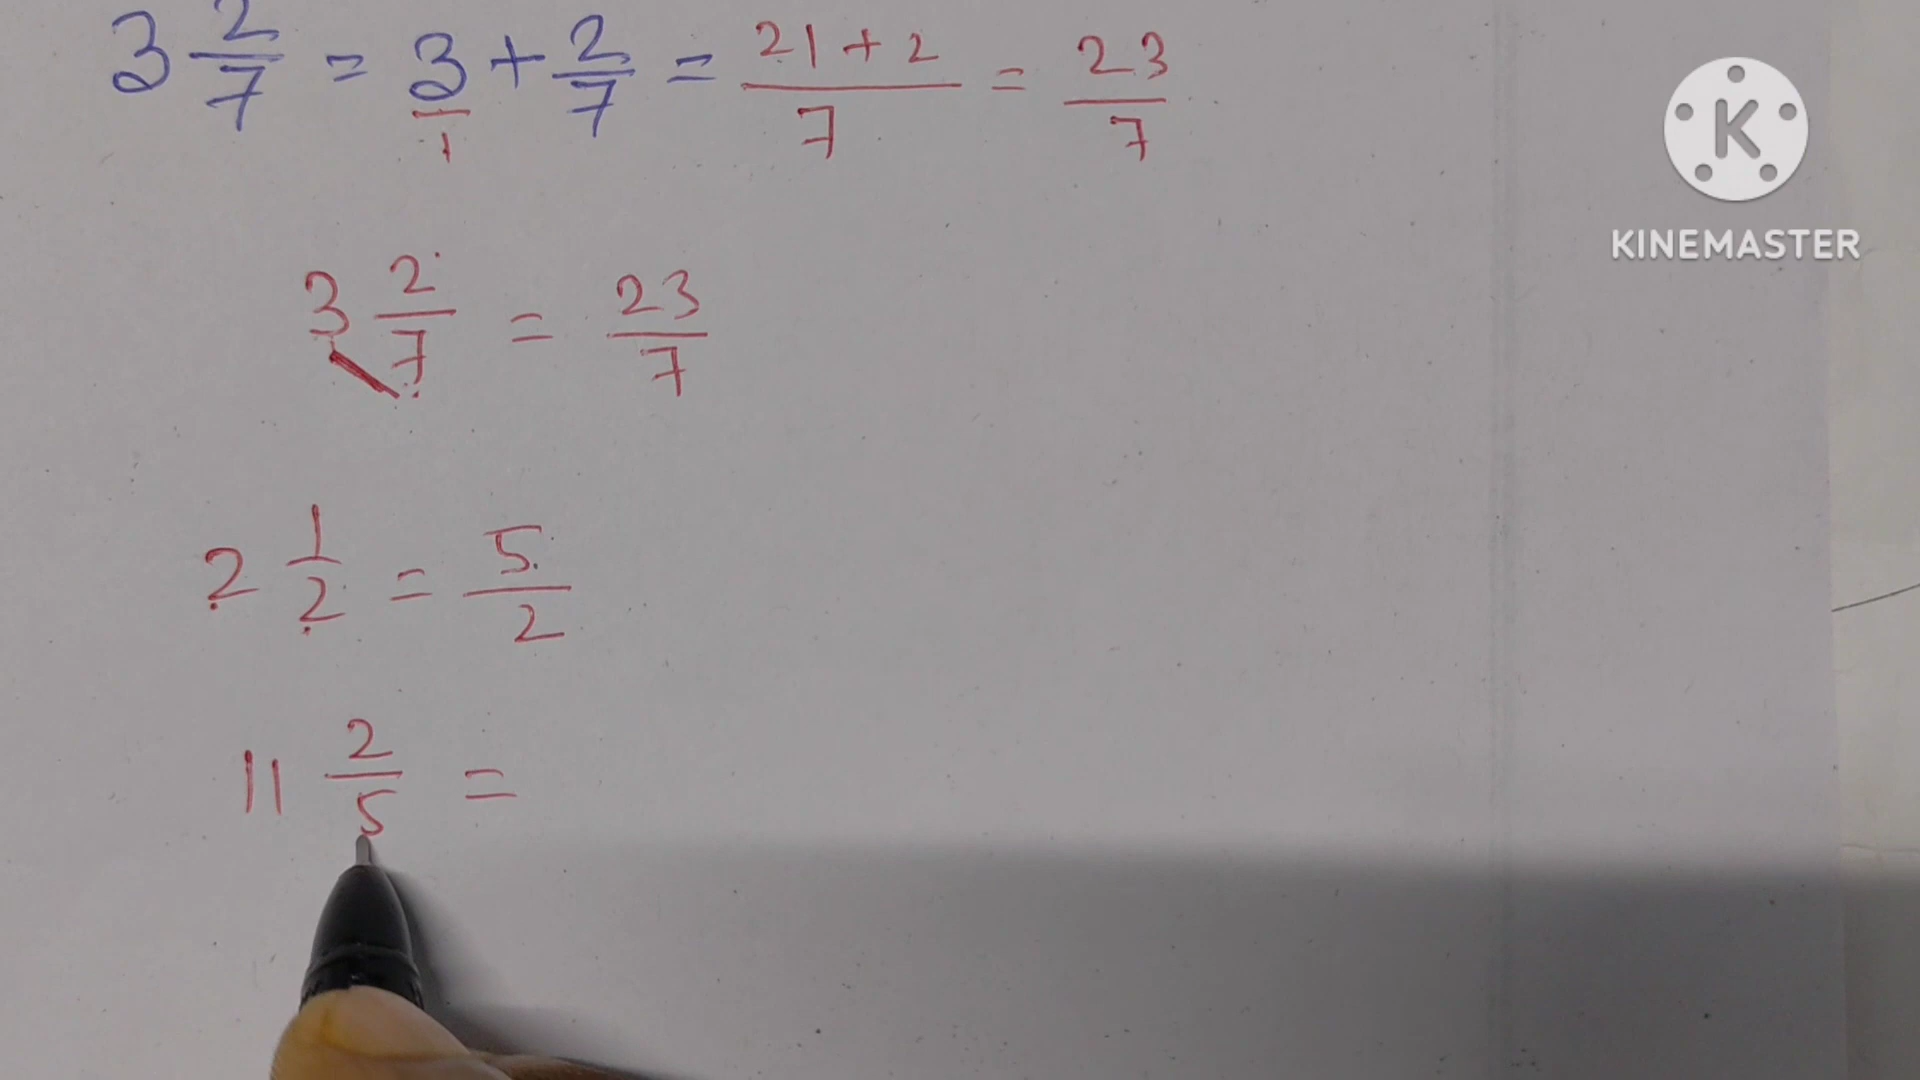 3 2/7 = 3/1 + 2/7 = 21 + 2/7 = 23/7
K
KINEMASTER
3 2/7 = 23/7
2 1/2 = 5/2
11 2/5 =